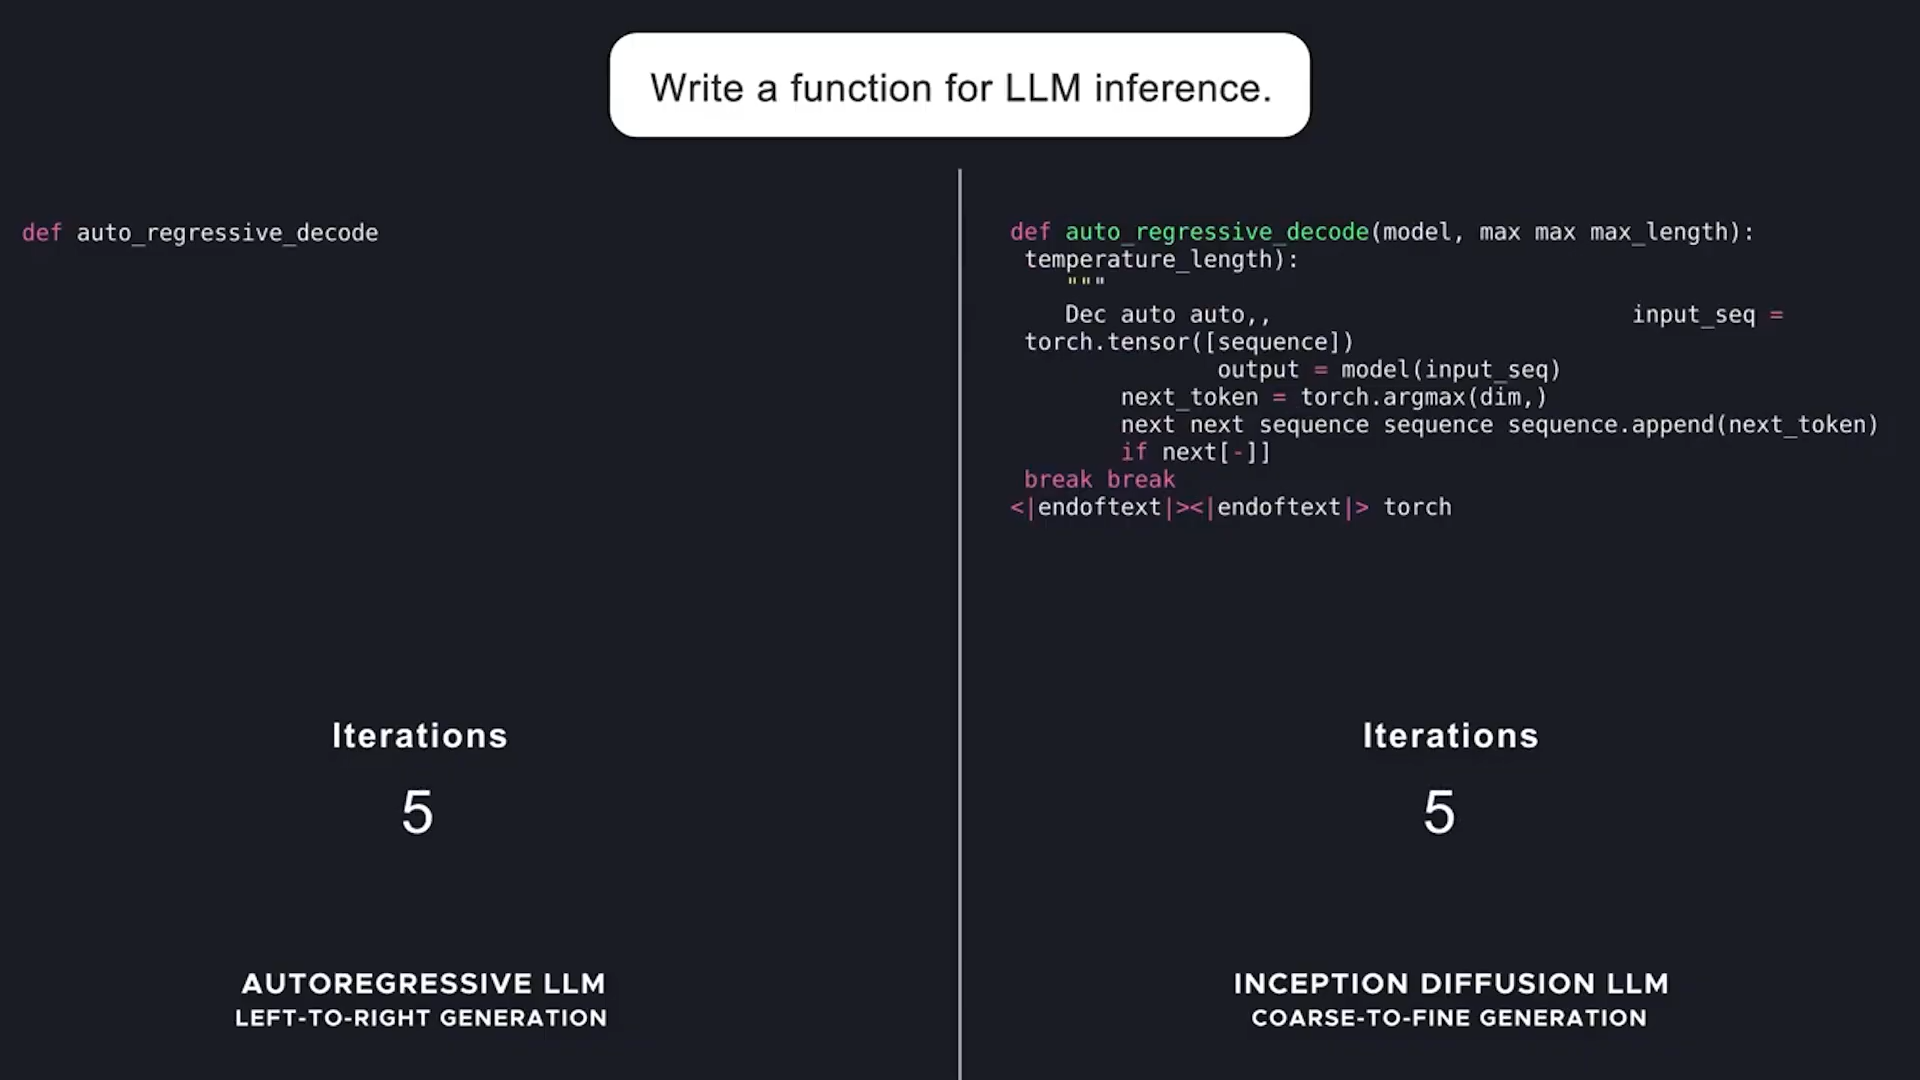 Write a function for LLM inference.
def auto_regressive_decode
Iterations
5
AUTOREGRESSIVE LLM
LEFT-TO-RIGHT GENERATION
def auto_regressive_decode(model, max max max_length):
temperature_length):
"""
Dec auto auto,, input_seq =
torch.tensor([sequence])
output = model(input_seq)
next_token = torch.argmax(dim,)
next next sequence sequence sequence.append(next_token)
if next[-]]
break break
<|endoftext|><|endoftext|> torch
Iterations
5
INCEPTION DIFFUSION LLM
COARSE-TO-FINE GENERATION